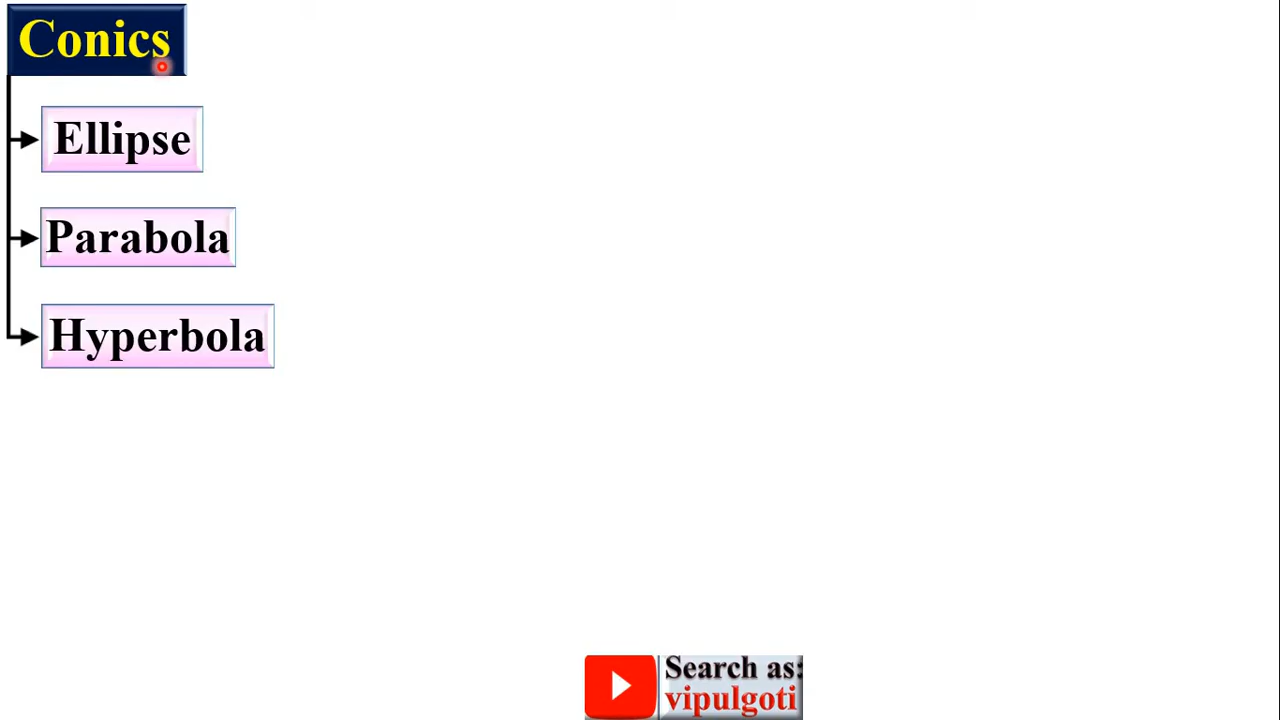 Conics
Ellipse
Parabola
Hyperbola
Search as:
vipulgoti